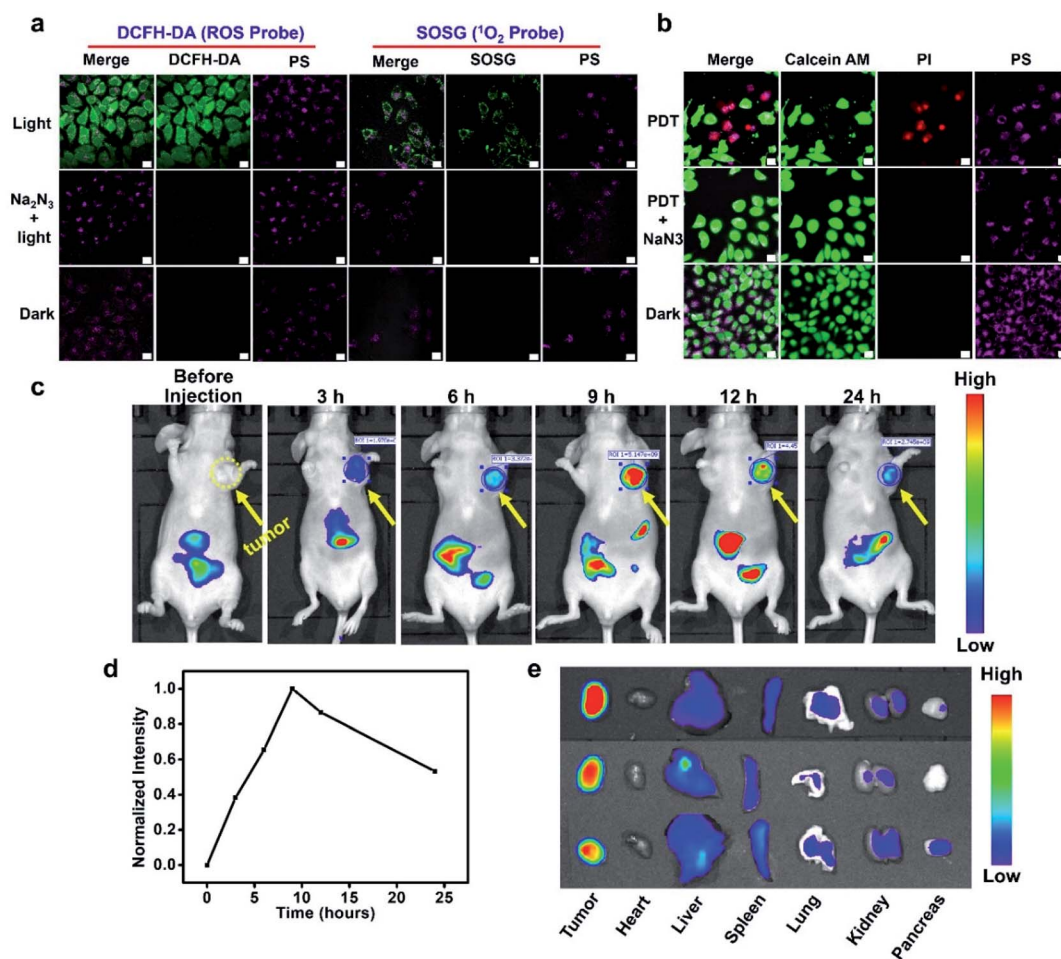 a
DCFH-DA (ROS Probe) SOSG (¹O₂ Probe)
Merge DCFH-DA PS Merge SOSG PS
Light
Na₂N₃
+
light
Dark
b
Merge Calcein AM PI PS
PDT
PDT
+
NaN3
Dark
c
Before
Injection 3 h 6 h 9 h 12 h 24 h
tumor
High
Low
d
Normalized Intensity
1.0
0.8
0.6
0.4
0.2
0.0
0 5 10 15 20 25
Time (hours)
e
High
Low
Tumor Heart Liver Spleen Lung Kidney Pancreas